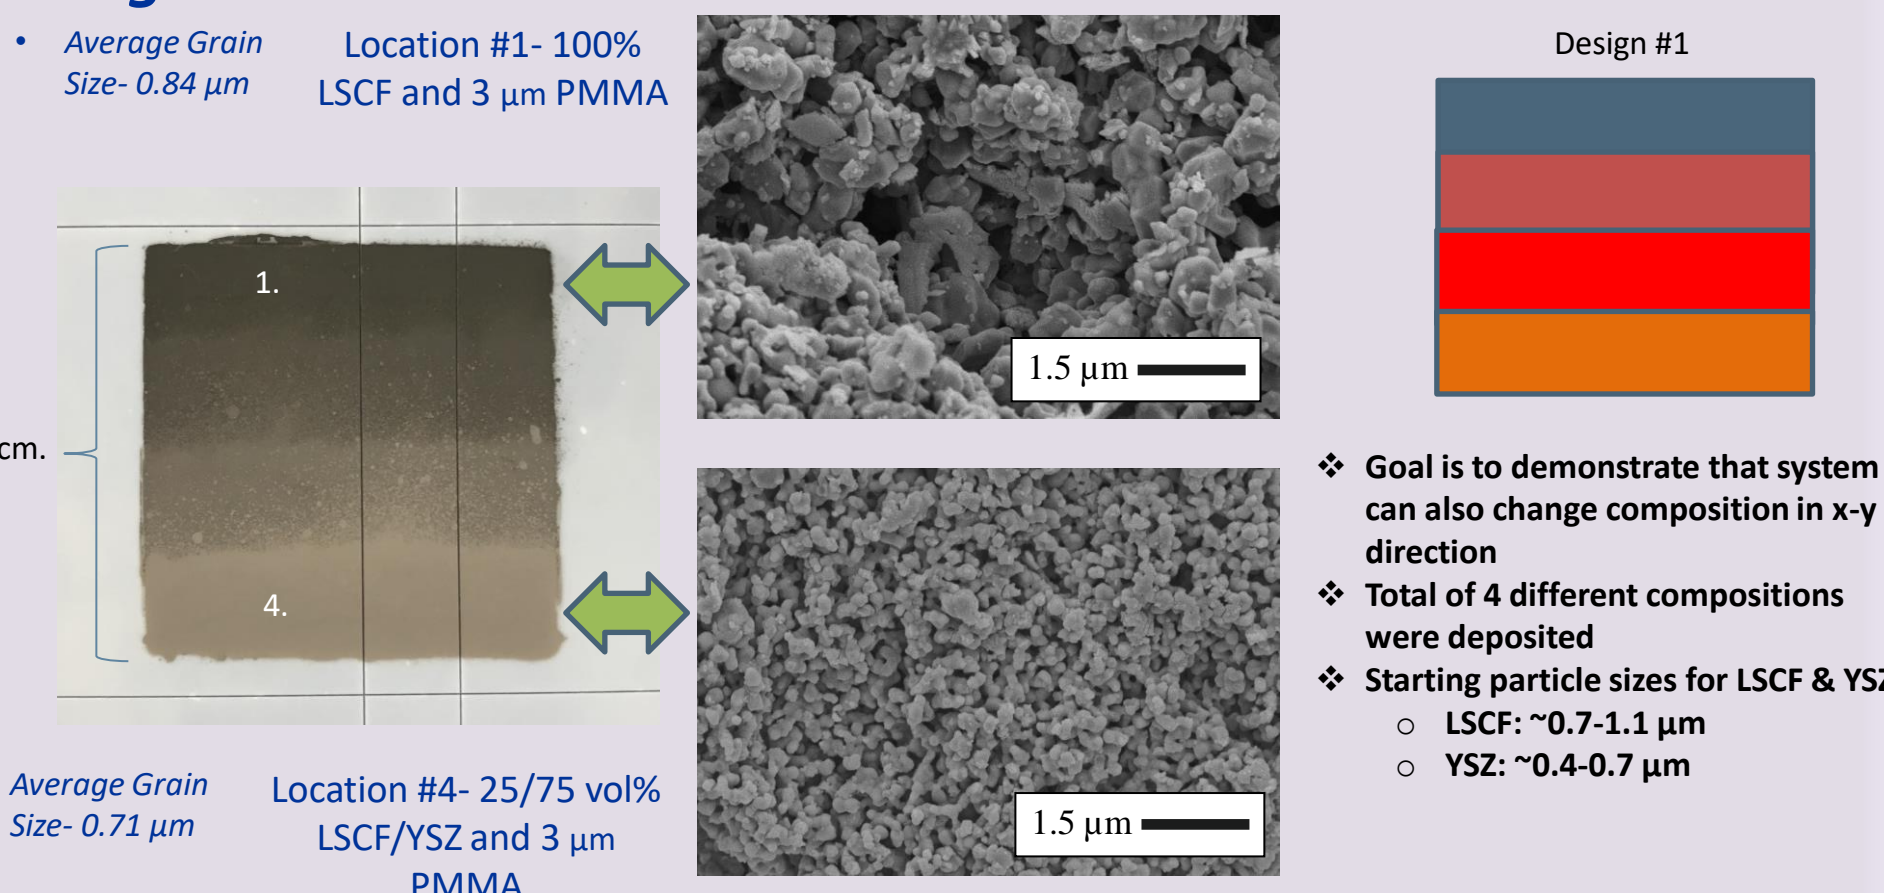 • Average Grain
Size- 0.84 µm
Location #1- 100%
LSCF and 3 µm PMMA
1.
cm.
4.
Average Grain
Size- 0.71 µm
Location #4- 25/75 vol%
LSCF/YSZ and 3 µm
PMMA
1.5 µm
1.5 µm
Design #1
❖ Goal is to demonstrate that system
can also change composition in x-y
direction
❖ Total of 4 different compositions
were deposited
❖ Starting particle sizes for LSCF & YSZ
o LSCF: ~0.7-1.1 µm
o YSZ: ~0.4-0.7 µm